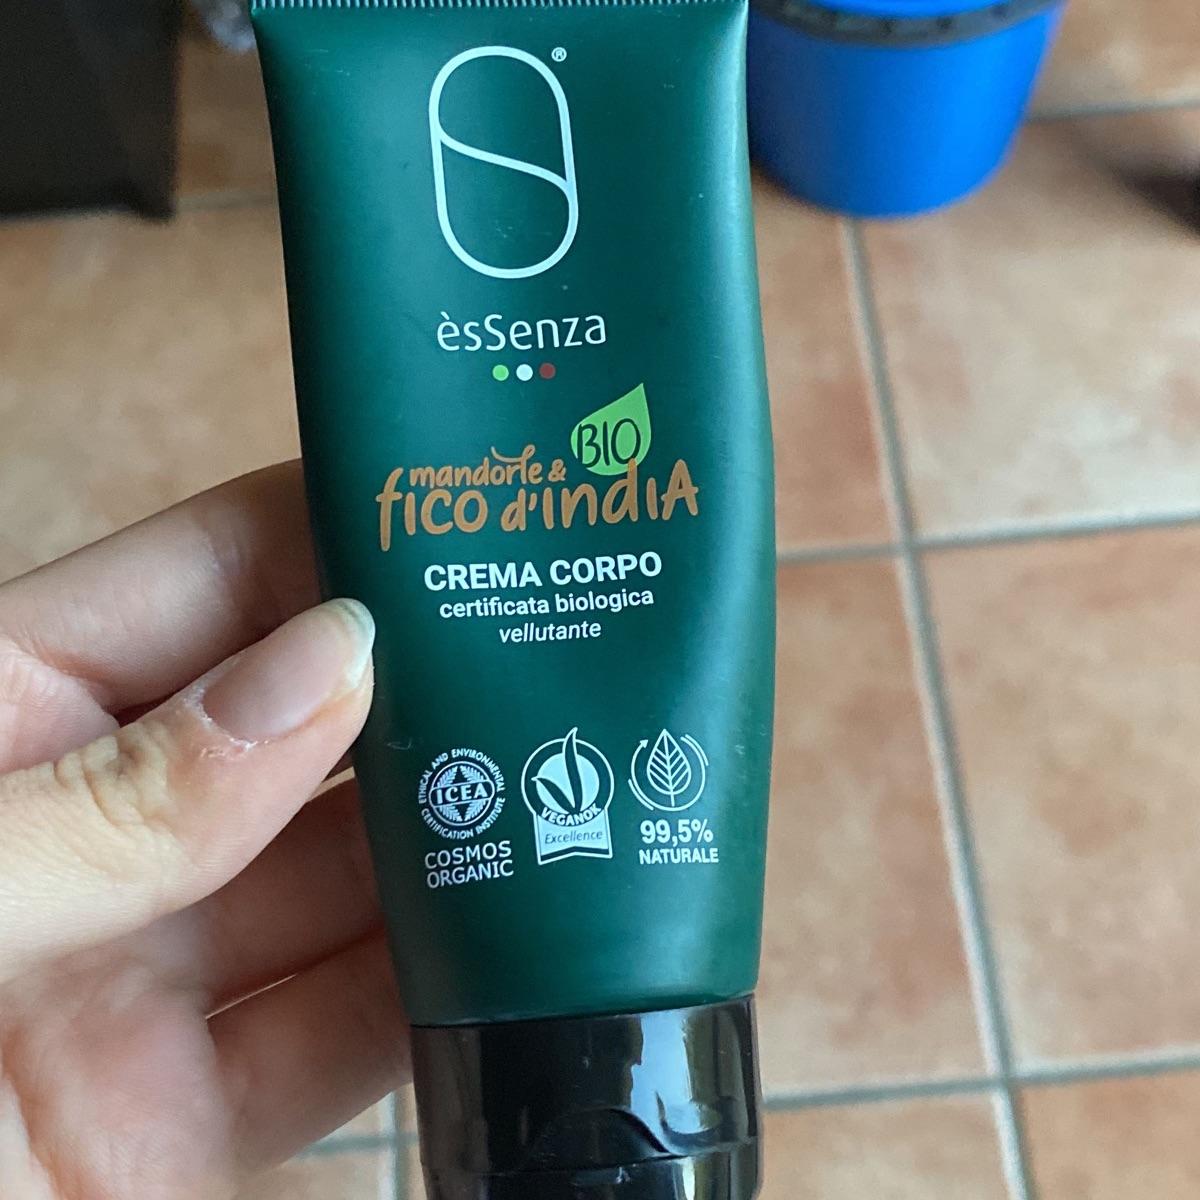 ®
èsSenza
BIO
mandorle &
fico d'india
CREMA CORPO
certificata biologica
vellutante
ETHICAL AND ENVIRONMENTAL
ICEA
CERTIFICATION INSTITUTE
COSMOS
ORGANIC
VEGANOK
Excellence
99,5%
NATURALE